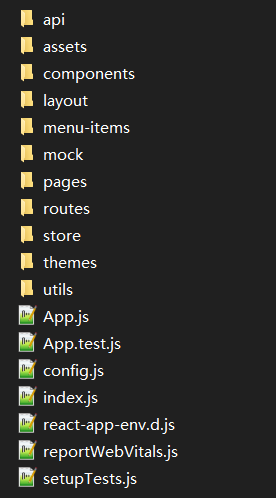 api
assets
components
layout
menu-items
mock
pages
routes
store
themes
utils
App.js
App.test.js
config.js
index.js
react-app-env.d.js
reportWebVitals.js
setupTests.js